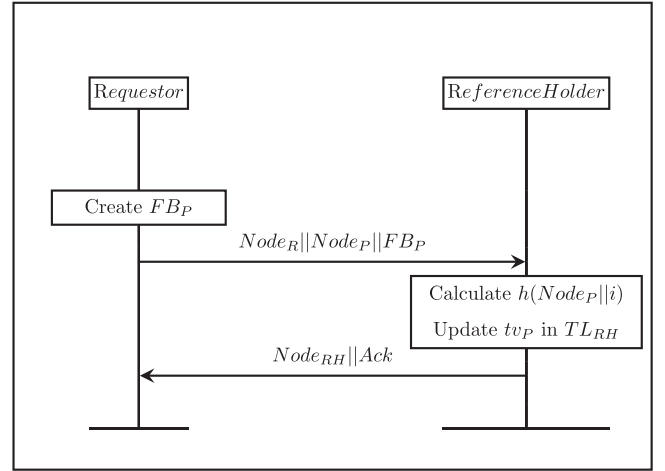 Requestor
ReferenceHolder
Create FB_P
Node_R||Node_P||FB_P
Calculate h(Node_P||i)
Update tv_P in TL_RH
Node_RH||Ack